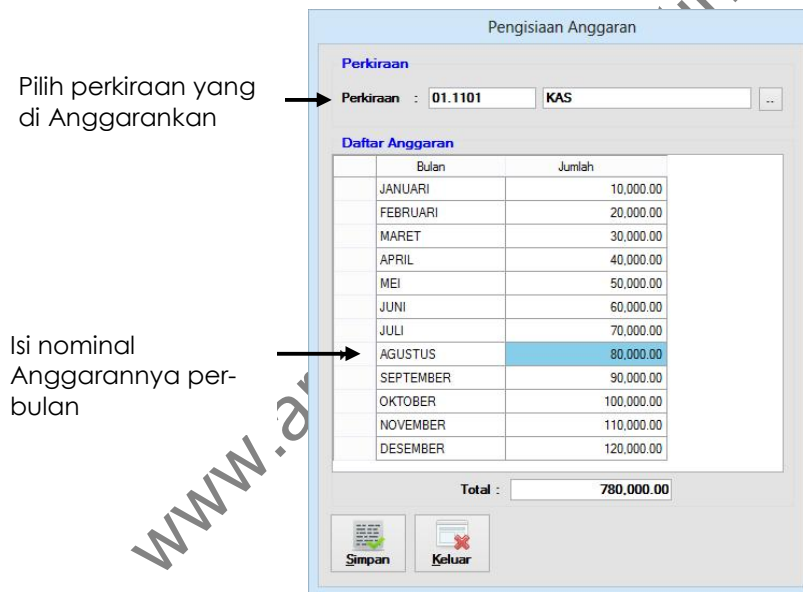 Pengisiaan Anggaran
Perkiraan
Pilih perkiraan yang
di Anggarankan
Perkiraan : 01.1101 KAS ..
Daftar Anggaran
Bulan Jumlah
JANUARI 10,000.00
FEBRUARI 20,000.00
MARET 30,000.00
APRIL 40,000.00
MEI 50,000.00
JUNI 60,000.00
JULI 70,000.00
Isi nominal
Anggarannya per-
bulan
AGUSTUS 80,000.00
SEPTEMBER 90,000.00
OKTOBER 100,000.00
NOVEMBER 110,000.00
DESEMBER 120,000.00
Total : 780,000.00
Simpan Keluar